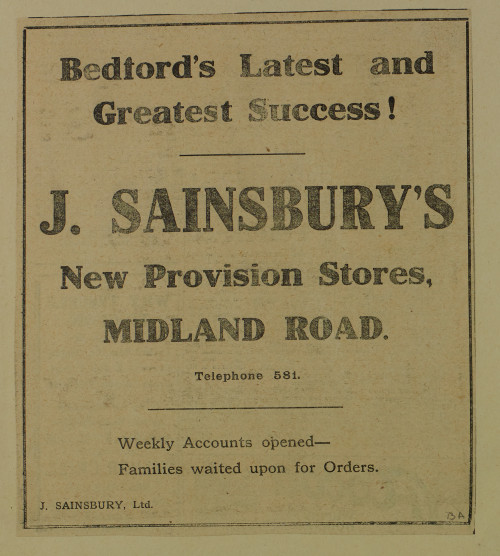 Bedford's Latest and
Greatest Success!
J. SAINSBURY'S
New Provision Stores,
MIDLAND ROAD.
Telephone 581.
Weekly Accounts opened—
Families waited upon for Orders.
J. SAINSBURY, Ltd.
BA